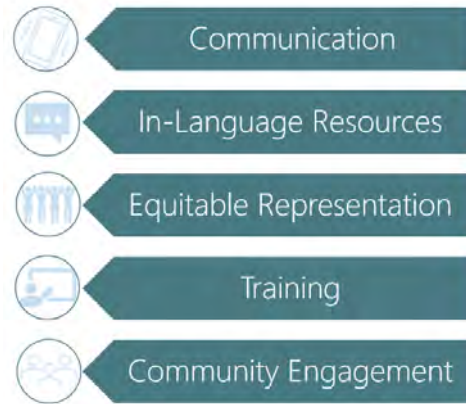 Communication
In-Language Resources
Equitable Representation
Training
Community Engagement